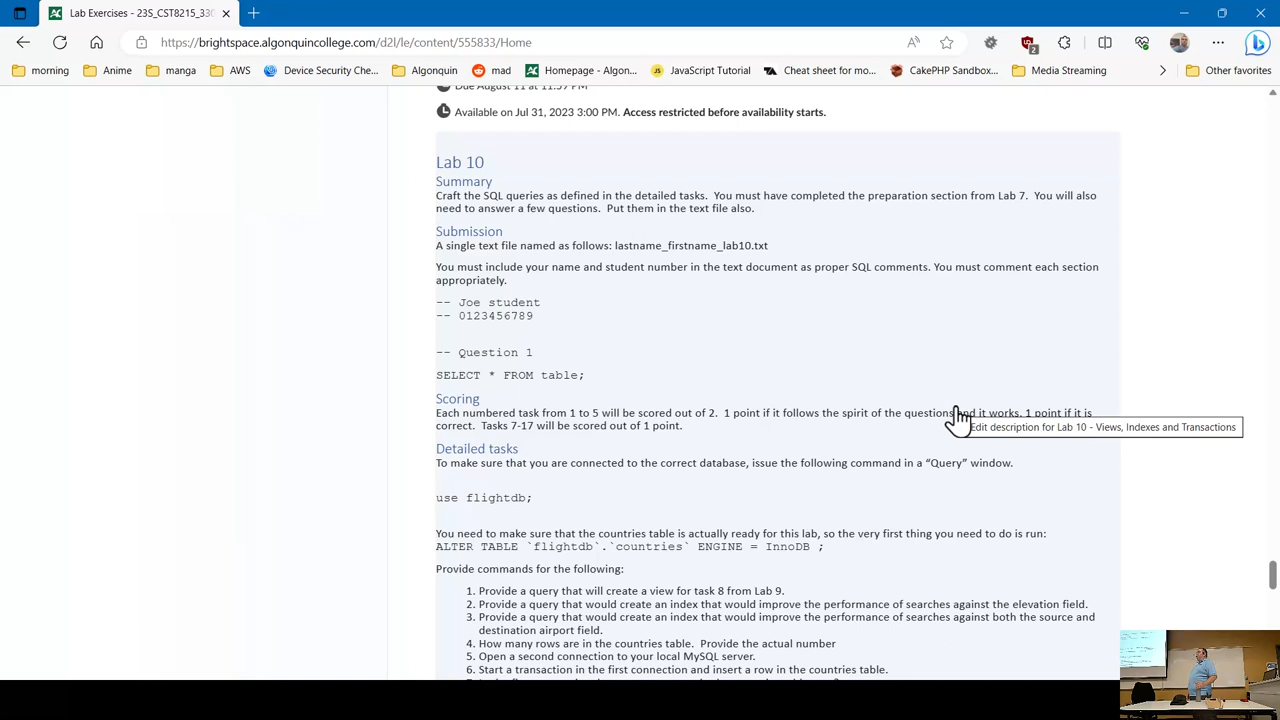 Lab Exercises - 23S_CST8215_330
https://brightspace.algonquincollege.com/d2l/le/content/555833/Home
2
morning
Anime
manga
AWS
Device Security Che...
Algonquin
mad
Homepage - Algon...
JavaScript Tutorial
Cheat sheet for mo...
CakePHP Sandbox...
Media Streaming
Other favorites
Due August 11 at 11:59 PM
Available on Jul 31, 2023 3:00 PM. Access restricted before availability starts.
Lab 10
Summary
Craft the SQL queries as defined in the detailed tasks. You must have completed the preparation section from Lab 7. You will also
need to answer a few questions. Put them in the text file also.
Submission
A single text file named as follows: lastname_firstname_lab10.txt
You must include your name and student number in the text document as proper SQL comments. You must comment each section
appropriately.
-- Joe student
-- 0123456789
-- Question 1
SELECT * FROM table;
Scoring
Each numbered task from 1 to 5 will be scored out of 2. 1 point if it follows the spirit of the questions and it works. 1 point if it is
correct. Tasks 7-17 will be scored out of 1 point.
Edit description for Lab 10 - Views, Indexes and Transactions
Detailed tasks
To make sure that you are connected to the correct database, issue the following command in a “Query” window.
use flightdb;
You need to make sure that the countries table is actually ready for this lab, so the very first thing you need to do is run:
ALTER TABLE `flightdb`.`countries` ENGINE = InnoDB ;
Provide commands for the following:
1. Provide a query that will create a view for task 8 from Lab 9.
2. Provide a query that would create an index that would improve the performance of searches against the elevation field.
3. Provide a query that would create an index that would improve the performance of searches against both the source and
destination airport field.
4. How many rows are in the countries table. Provide the actual number
5. Open a second connection to your local MySQL server.
6. Start a transaction in the first connection and insert a row in the countries table.